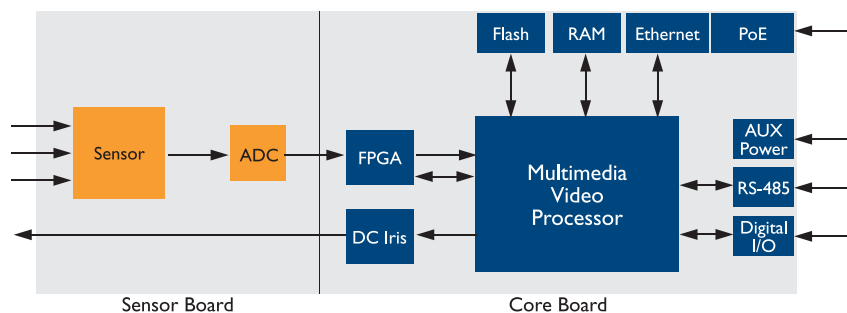 Flash
RAM
Ethernet
PoE
Sensor
ADC
FPGA
Multimedia
Video
Processor
AUX
Power
RS-485
DC Iris
Digital
I/O
Sensor Board
Core Board